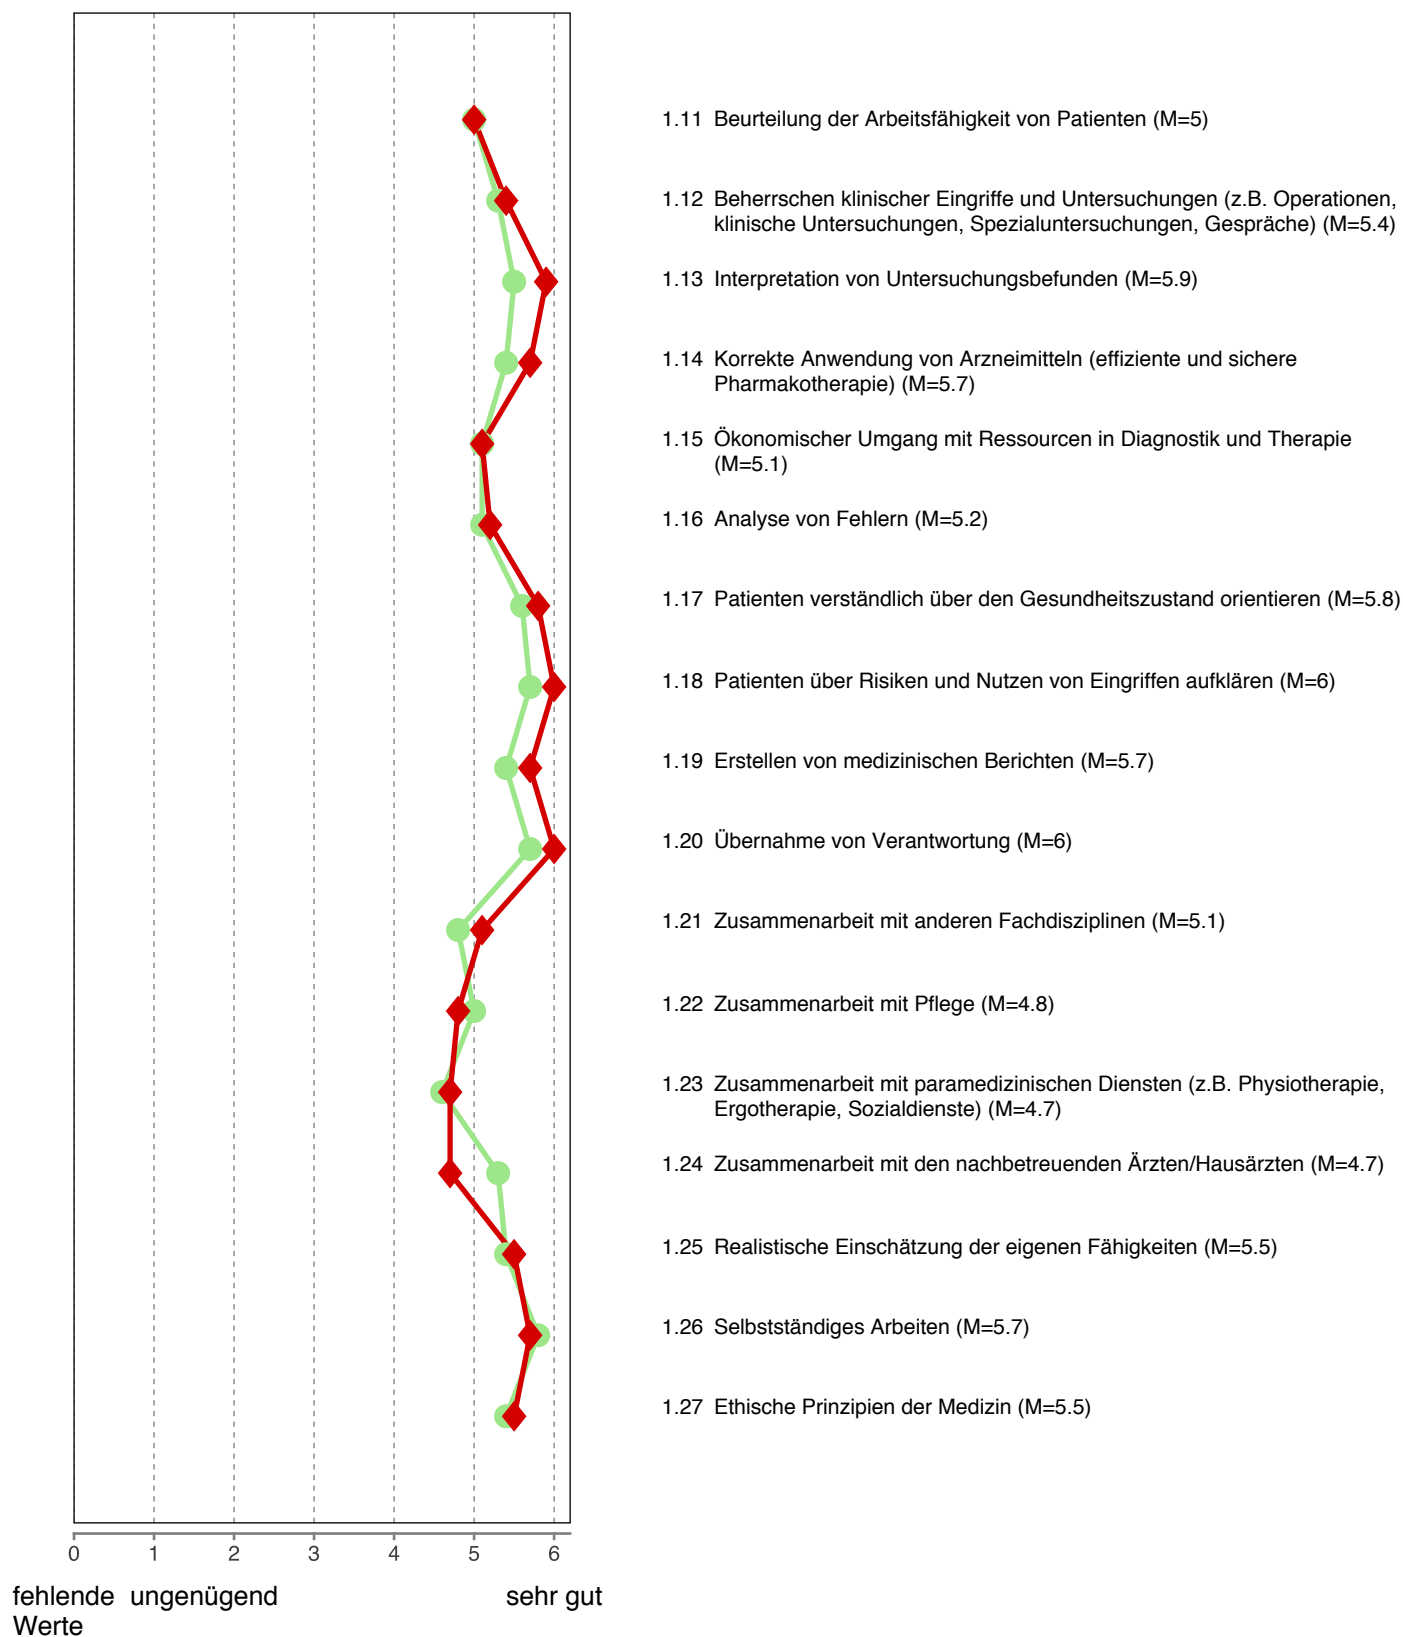 1.11 Beurteilung der Arbeitsfähigkeit von Patienten (M=5)
1.12 Beherrschen klinischer Eingriffe und Untersuchungen (z.B. Operationen,
klinische Untersuchungen, Spezialuntersuchungen, Gespräche) (M=5.4)
1.13 Interpretation von Untersuchungsbefunden (M=5.9)
1.14 Korrekte Anwendung von Arzneimitteln (effiziente und sichere
Pharmakotherapie) (M=5.7)
1.15 Ökonomischer Umgang mit Ressourcen in Diagnostik und Therapie
(M=5.1)
1.16 Analyse von Fehlern (M=5.2)
1.17 Patienten verständlich über den Gesundheitszustand orientieren (M=5.8)
1.18 Patienten über Risiken und Nutzen von Eingriffen aufklären (M=6)
1.19 Erstellen von medizinischen Berichten (M=5.7)
1.20 Übernahme von Verantwortung (M=6)
1.21 Zusammenarbeit mit anderen Fachdisziplinen (M=5.1)
1.22 Zusammenarbeit mit Pflege (M=4.8)
1.23 Zusammenarbeit mit paramedizinischen Diensten (z.B. Physiotherapie,
Ergotherapie, Sozialdienste) (M=4.7)
1.24 Zusammenarbeit mit den nachbetreuenden Ärzten/Hausärzten (M=4.7)
1.25 Realistische Einschätzung der eigenen Fähigkeiten (M=5.5)
1.26 Selbstständiges Arbeiten (M=5.7)
1.27 Ethische Prinzipien der Medizin (M=5.5)
0 1 2 3 4 5 6
fehlende ungenügend sehr gut
Werte